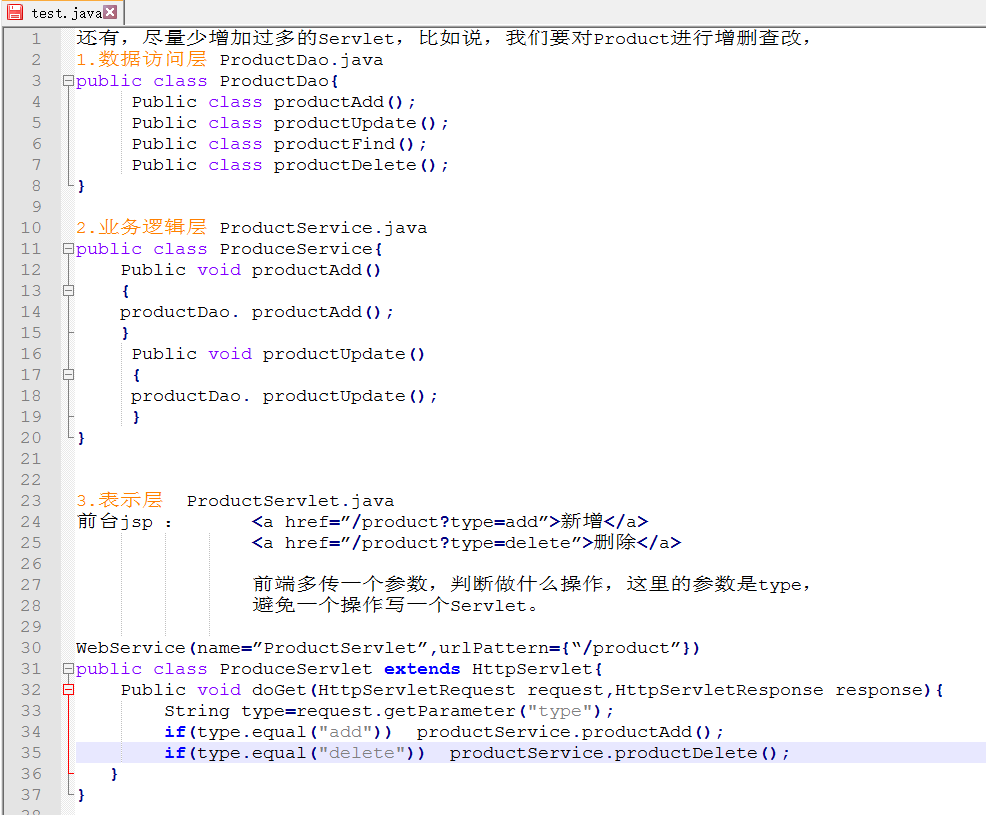 test.java
1 还有，尽量少增加过多的Servlet，比如说，我们要对Product进行增删查改，
2 1.数据访问层 ProductDao.java
3 public class ProductDao{
4 Public class productAdd();
5 Public class productUpdate();
6 Public class productFind();
7 Public class productDelete();
8 }
9
10 2.业务逻辑层 ProductService.java
11 public class ProduceService{
12 Public void productAdd()
13 {
14 productDao. productAdd();
15 }
16 Public void productUpdate()
17 {
18 productDao. productUpdate();
19 }
20 }
21
22
23 3.表示层 ProductServlet.java
24 前台jsp ： <a href=”/product?type=add”>新增</a>
25 <a href=”/product?type=delete”>删除</a>
26
27 前端多传一个参数，判断做什么操作，这里的参数是type，
28 避免一个操作写一个Servlet。
29
30 WebService(name=”ProductServlet”,urlPattern={“/product”})
31 public class ProduceServlet extends HttpServlet{
32 Public void doGet(HttpServletRequest request,HttpServletResponse response){
33 String type=request.getParameter("type");
34 if(type.equal("add")) productService.productAdd();
35 if(type.equal("delete")) productService.productDelete();
36 }
37 }
38